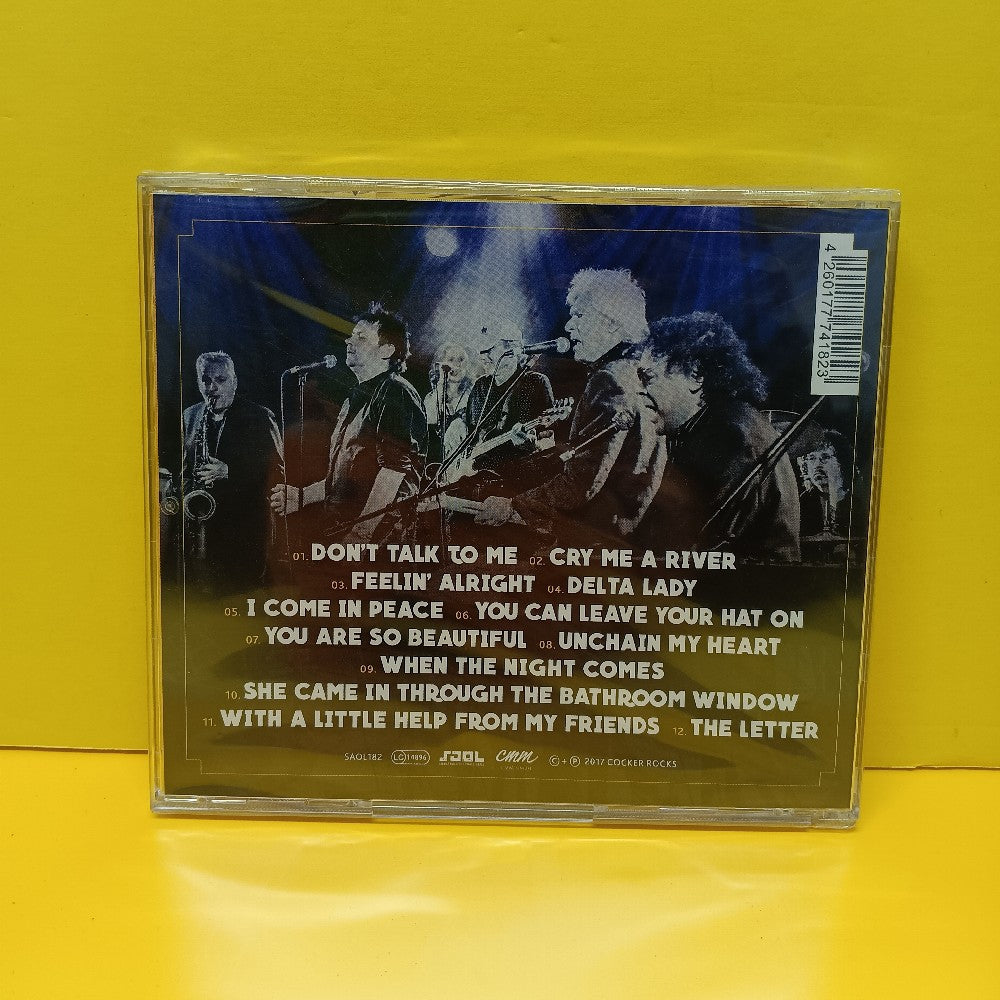 4 260177 741823
01. DON'T TALK TO ME 02. CRY ME A RIVER
03. FEELIN' ALRIGHT 04. DELTA LADY
05. I COME IN PEACE 06. YOU CAN LEAVE YOUR HAT ON
07. YOU ARE SO BEAUTIFUL 08. UNCHAIN MY HEART
09. WHEN THE NIGHT COMES
10. SHE CAME IN THROUGH THE BATHROOM WINDOW
11. WITH A LITTLE HELP FROM MY FRIENDS 12. THE LETTER
SAOL182 LC 14896 SAOL cmm © + ℗ 2017 COCKER ROCKS